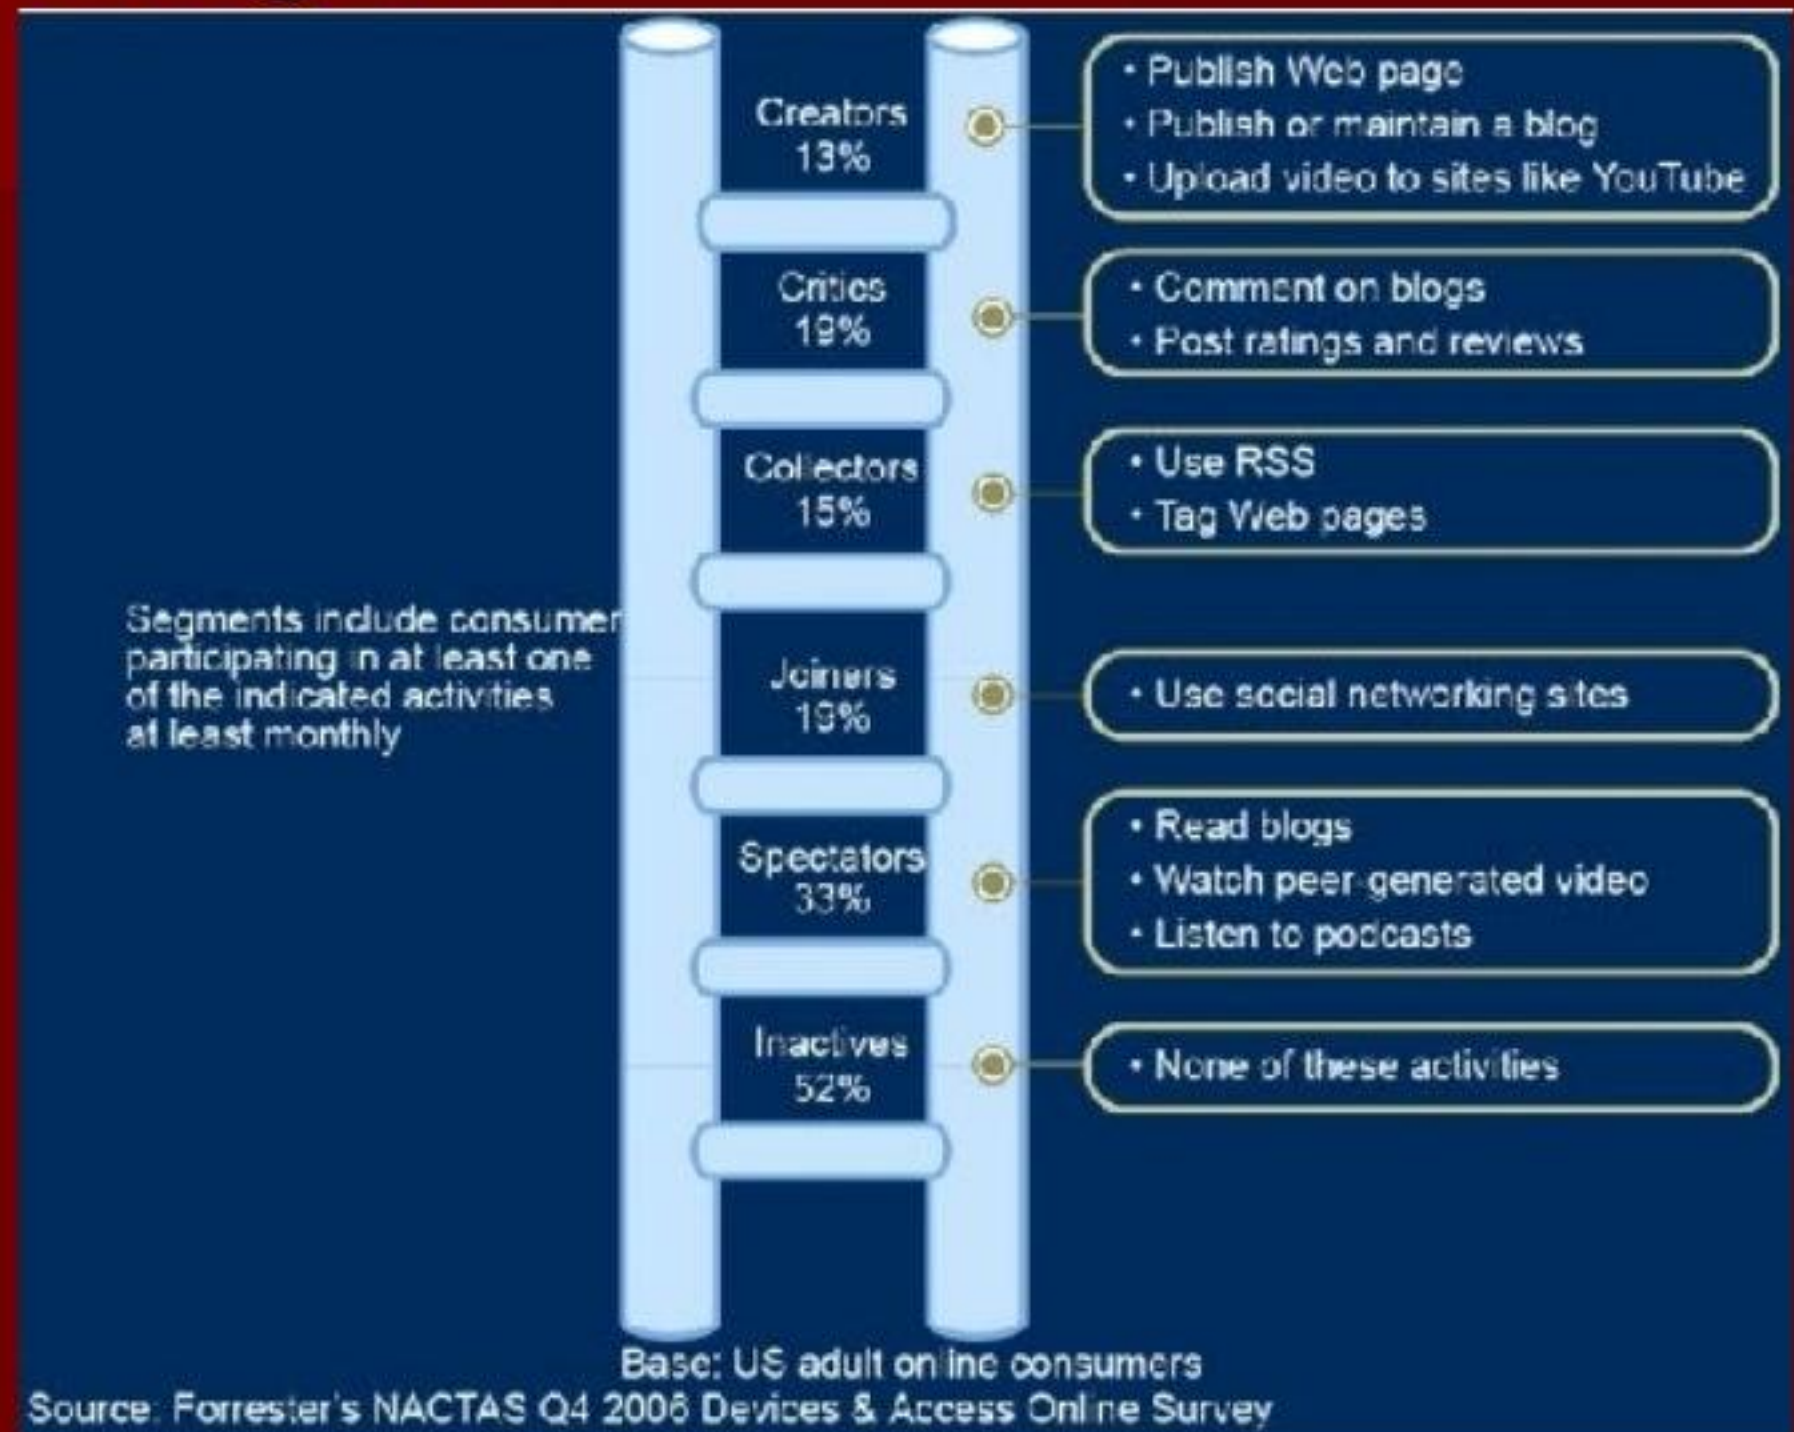 Creators
13%
• Publish Web page
• Publish or maintain a blog
• Upload video to sites like YouTube
Critics
19%
• Comment on blogs
• Post ratings and reviews
Collectors
15%
• Use RSS
• Tag Web pages
Segments include consumer
participating in at least one
of the indicated activities
at least monthly
Joiners
19%
• Use social networking sites
Spectators
33%
• Read blogs
• Watch peer-generated video
• Listen to podcasts
Inactives
52%
• None of these activities
Base: US adult online consumers
Source: Forrester's NACTAS Q4 2006 Devices & Access Online Survey